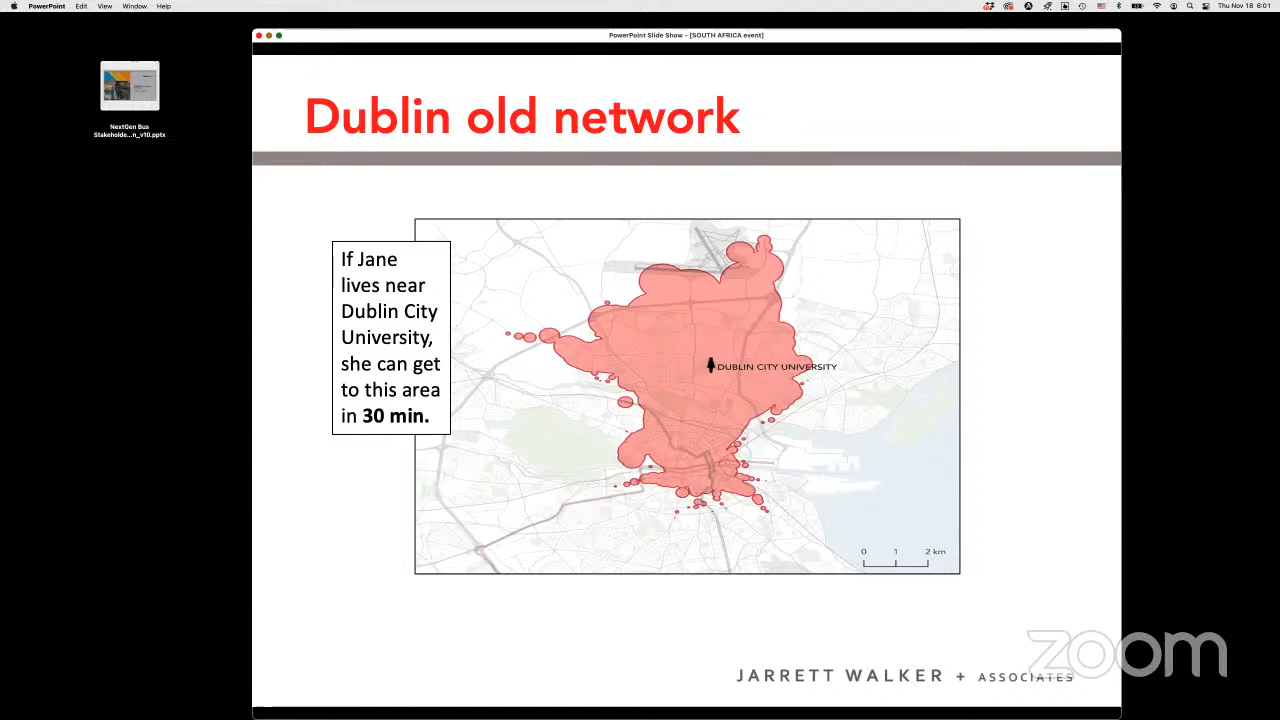 PowerPoint Edit View Window Help
Thu Nov 18 6:01
PowerPoint Slide Show - [SOUTH AFRICA event]
NextGen Bus
Stakeholde...n_v10.pptx
Dublin old network
If Jane
lives near
Dublin City
University,
she can get
to this area
in 30 min.
DUBLIN CITY UNIVERSITY
0 1 2 km
zoom
JARRETT WALKER + ASSOCIATES